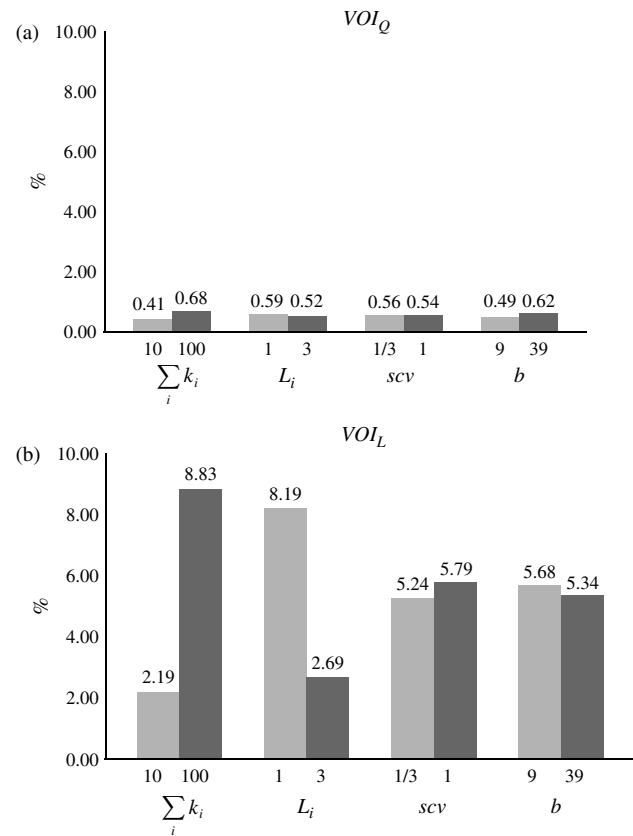 (a)
VOI_Q
10.00
8.00
6.00
%
4.00
2.00
0.41 0.68 0.59 0.52 0.56 0.54 0.49 0.62
0.00
10 100 1 3 1/3 1 9 39
∑_i k_i L_i scv b
(b)
VOI_L
10.00
8.83
8.19
8.00
6.00
5.24 5.79 5.68 5.34
%
4.00
2.69
2.19
2.00
0.00
10 100 1 3 1/3 1 9 39
∑_i k_i L_i scv b